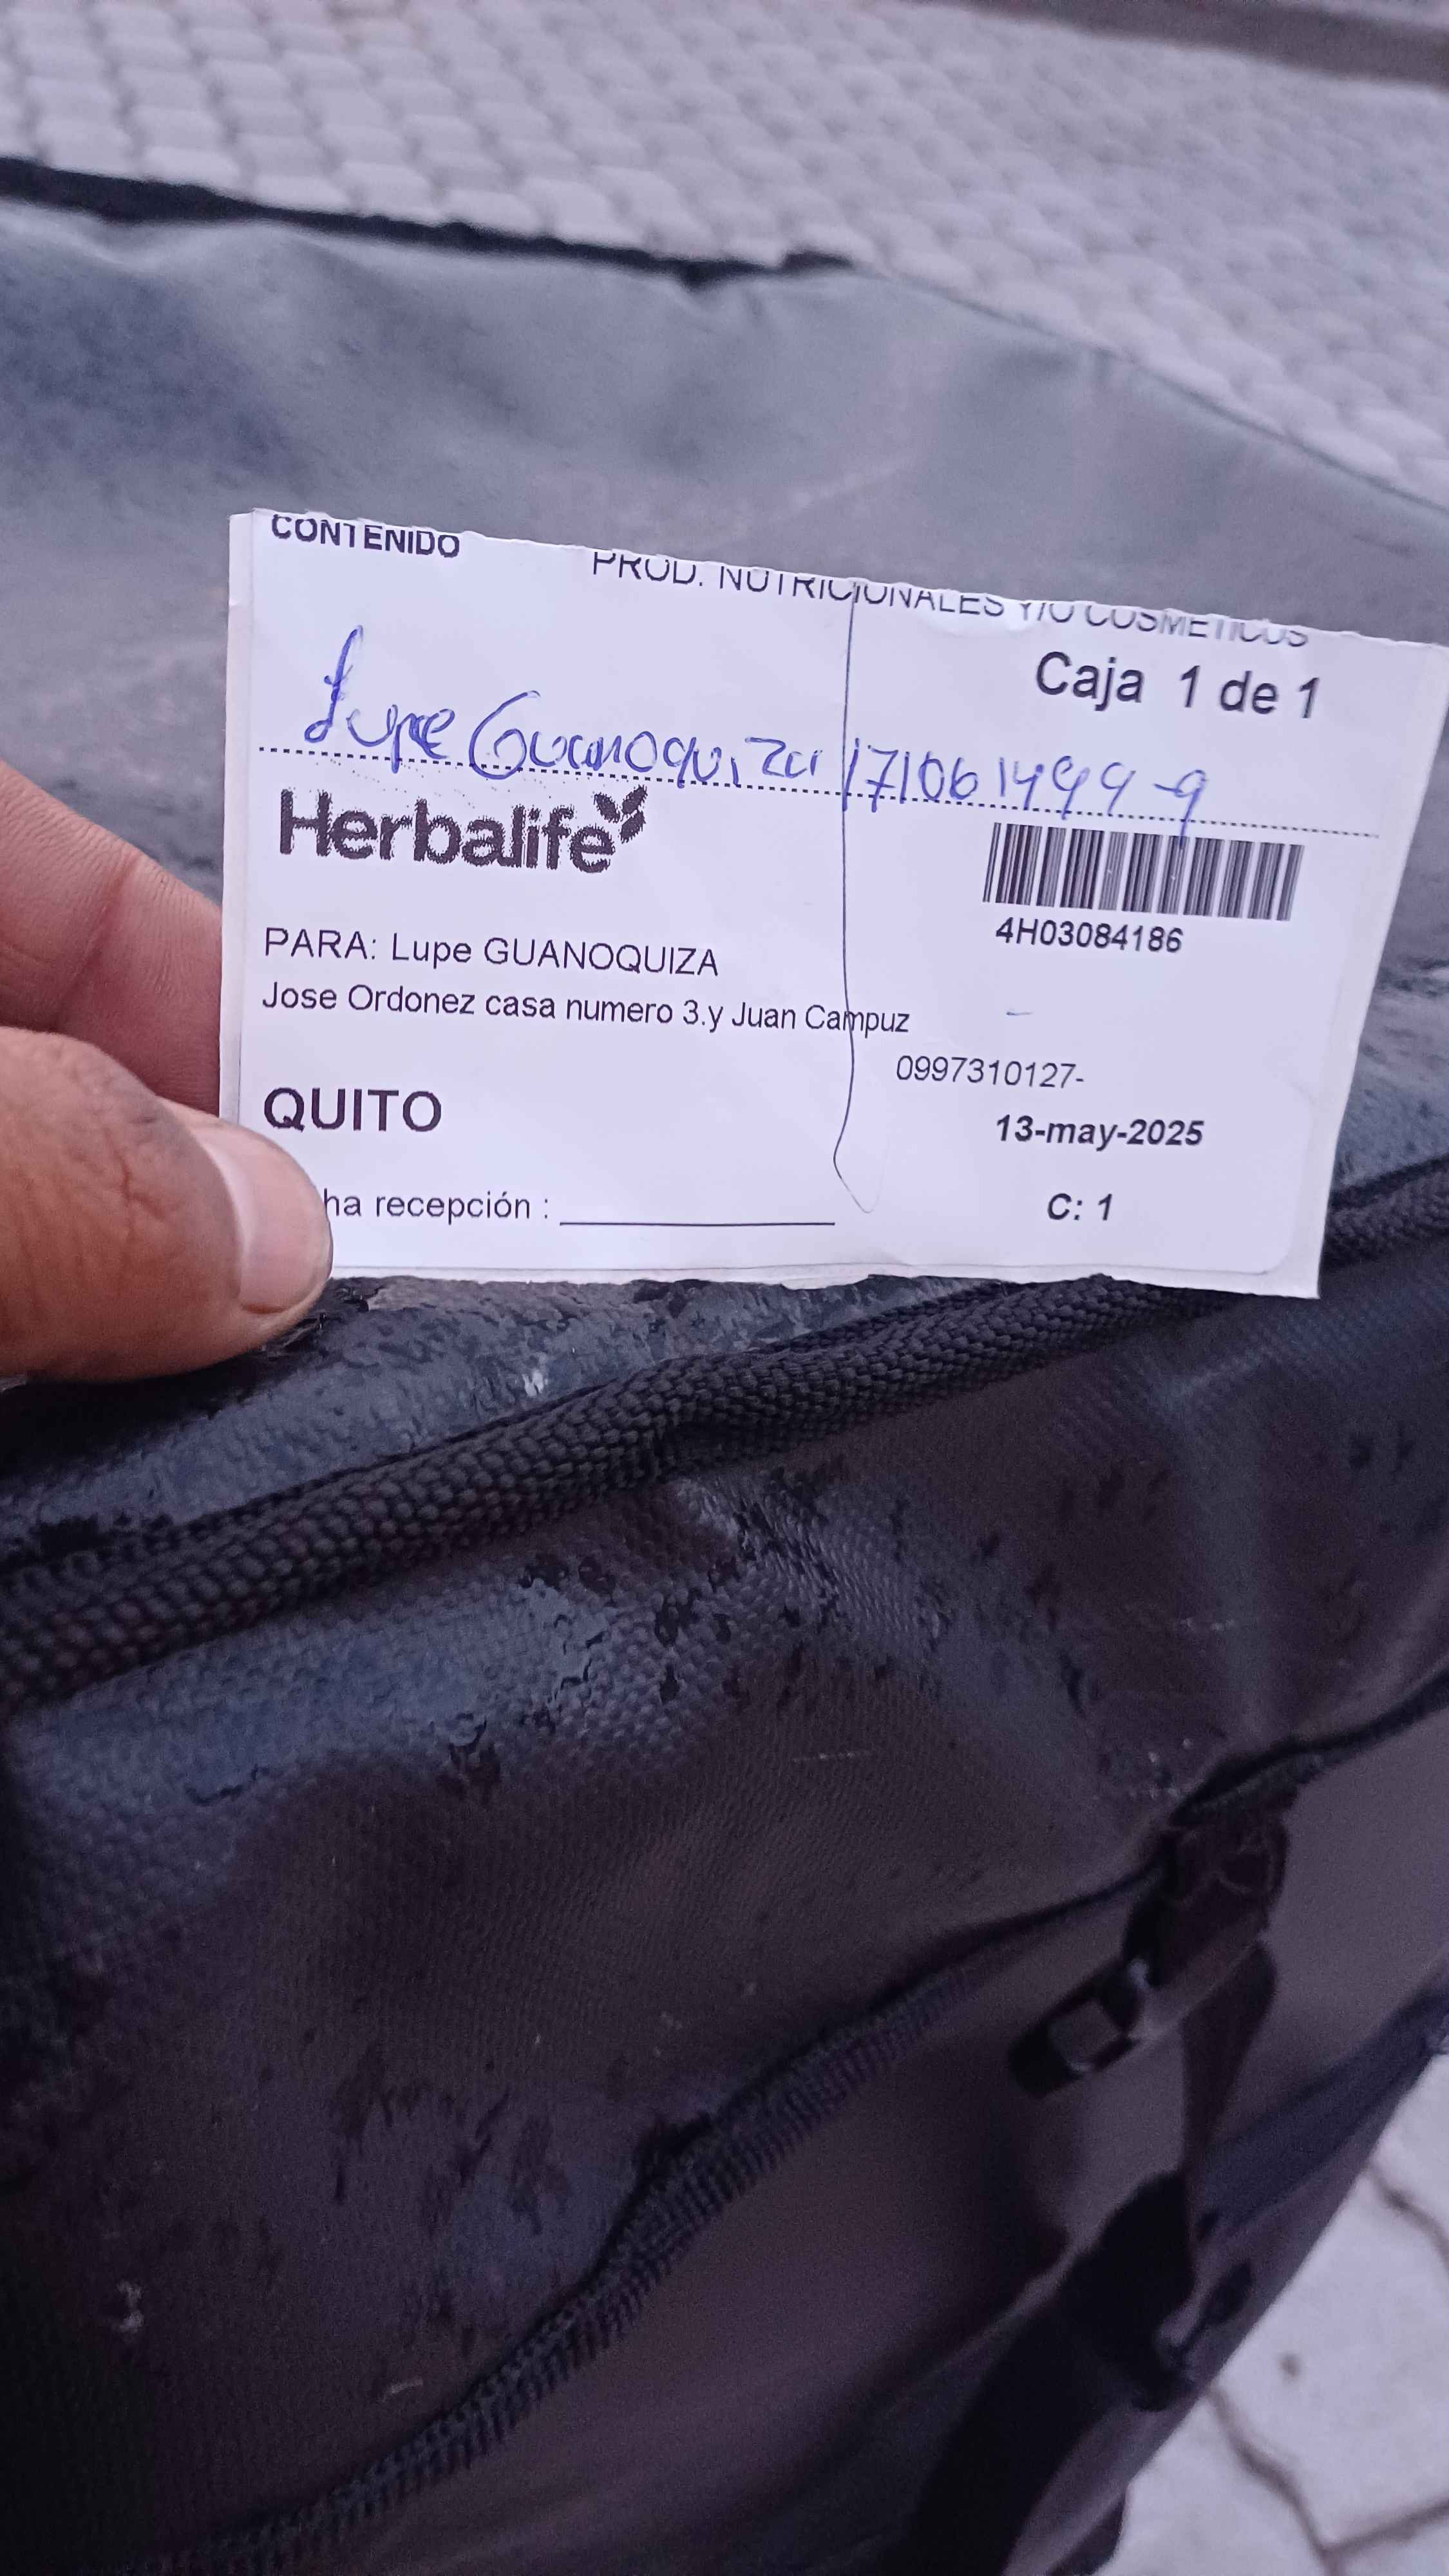 CONTENIDO
PROD. NUTRICIONALES Y/O COSMETICOS
Caja 1 de 1
Lupe Guanoquiza 171061499-9
Herbalife
4H03084186
PARA: Lupe GUANOQUIZA
Jose Ordonez casa numero 3.y Juan Campuz
0997310127-
QUITO
13-may-2025
ha recepción :
C: 1